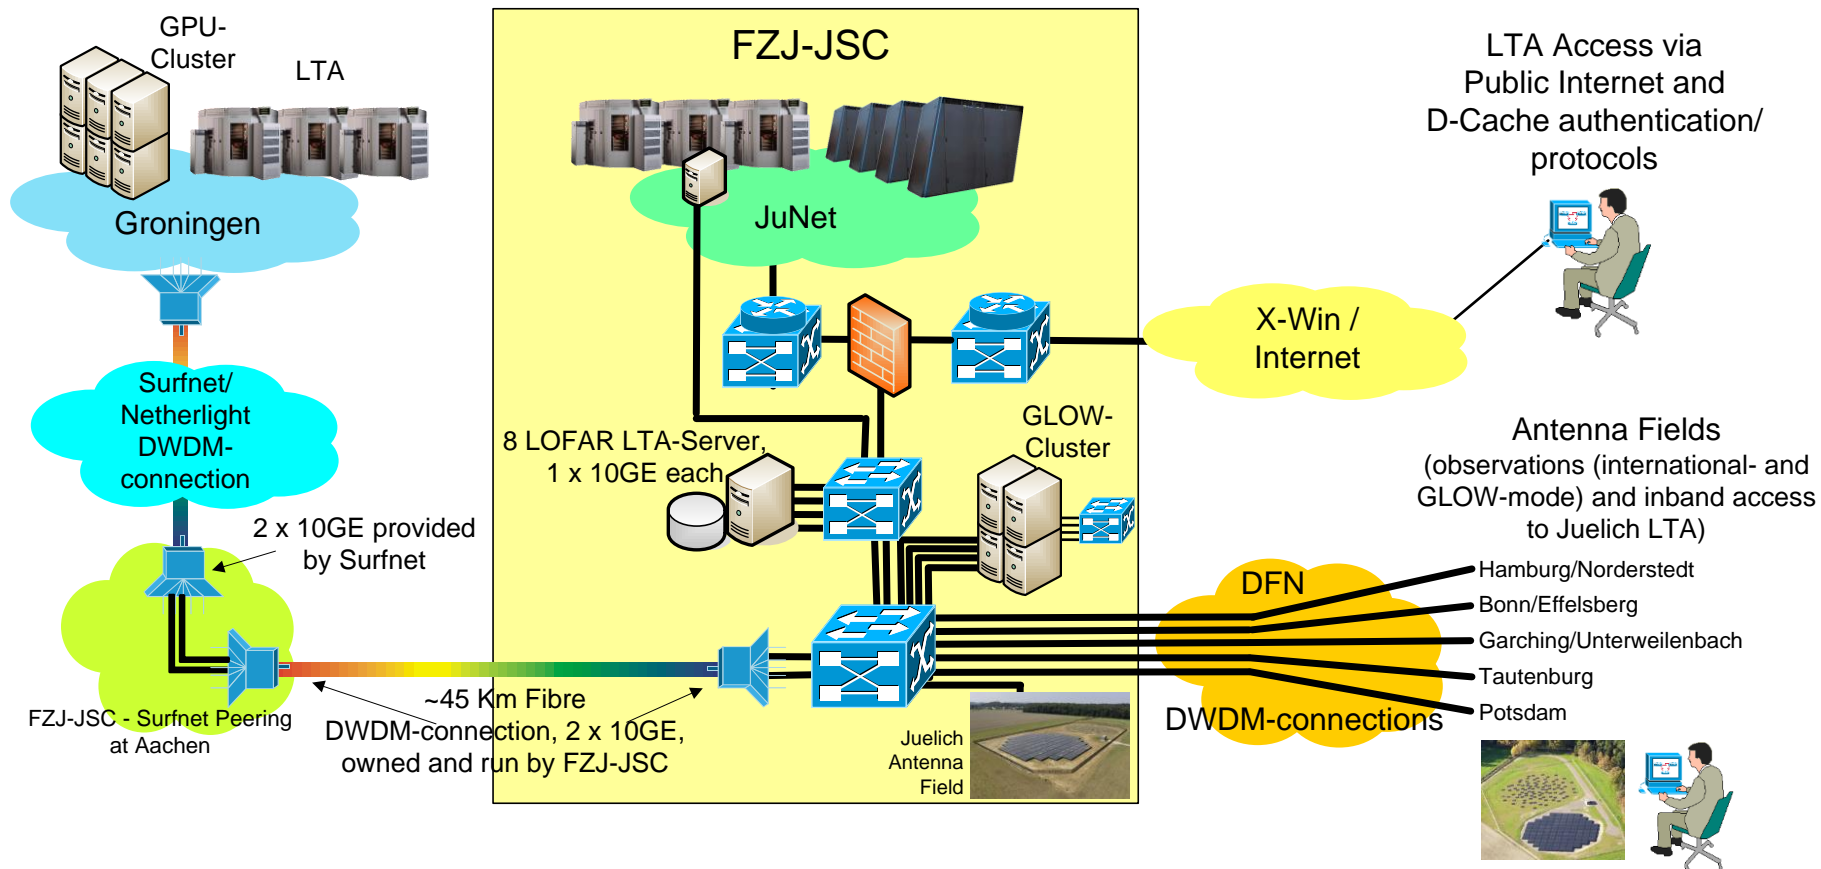 GPU-
Cluster
LTA
Groningen
Surfnet/
Netherlight
DWDM-
connection
2 x 10GE provided
by Surfnet
FZJ-JSC - Surfnet Peering
at Aachen
~45 Km Fibre
DWDM-connection, 2 x 10GE,
owned and run by FZJ-JSC
FZJ-JSC
JuNet
8 LOFAR LTA-Server,
1 x 10GE each
GLOW-
Cluster
Juelich
Antenna
Field
LTA Access via
Public Internet and
D-Cache authentication/
protocols
X-Win /
Internet
Antenna Fields
(observations (international- and
GLOW-mode) and inband access
to Juelich LTA)
DFN
DWDM-connections
Hamburg/Norderstedt
Bonn/Effelsberg
Garching/Unterweilenbach
Tautenburg
Potsdam